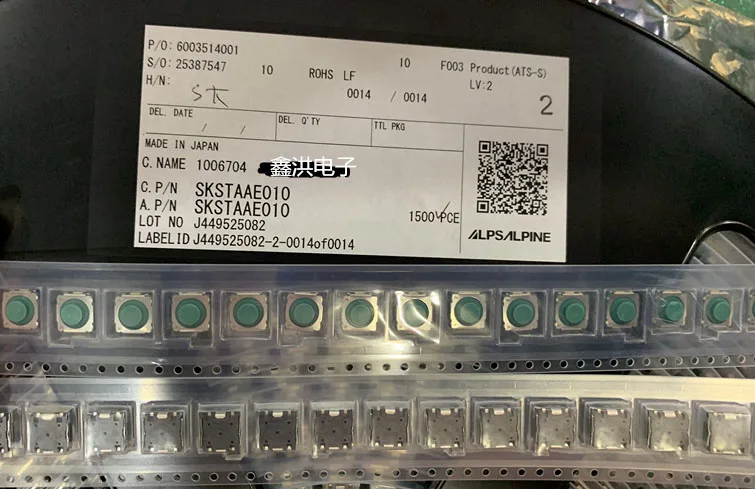 P/O: 6003514001
S/O: 25387547 10 ROHS LF 10 F003 Product(ATS-S)
H/N: 0014 / 0014 LV:2 2
DEL. DATE / / DEL. Q'TY TTL PKG
MADE IN JAPAN
C.NAME 1006704 鑫洪电子
C.P/N SKSTAAE010
A.P/N SKSTAAE010 1500 PCE
LOT NO J449525082
LABELID J449525082-2-0014of0014 ALPSALPINE